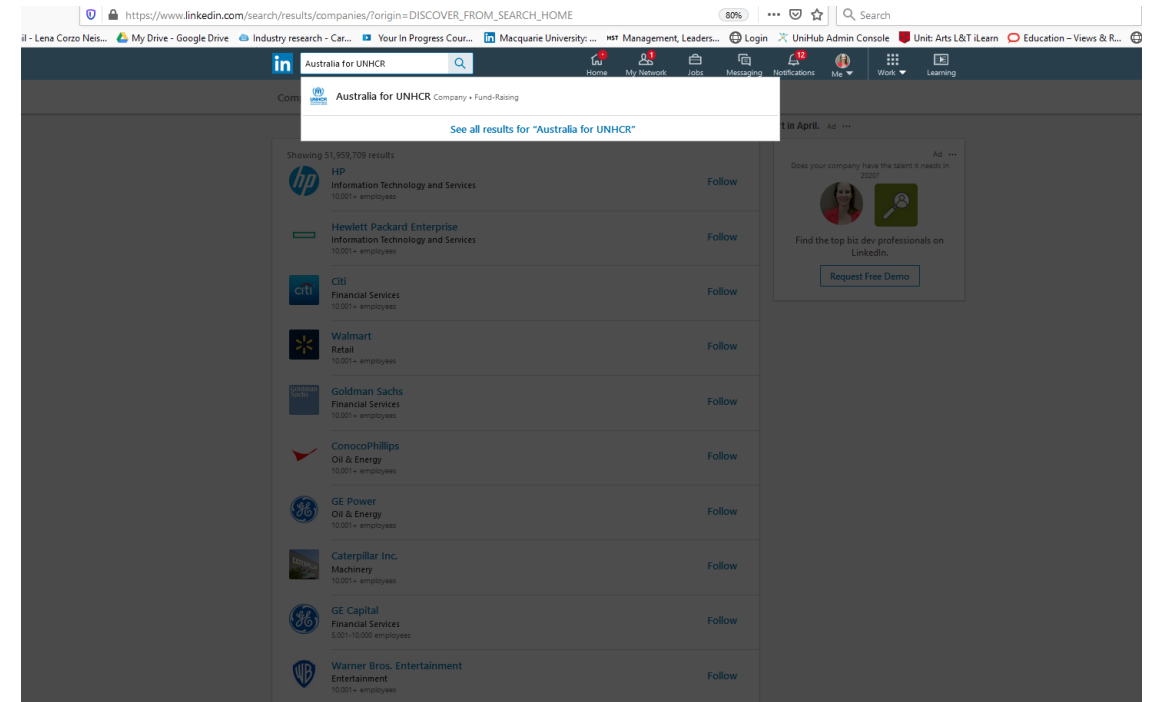 https://www.linkedin.com/search/results/companies/?origin=DISCOVER_FROM_SEARCH_HOME 80% Search
il - Lena Corzo Neis... My Drive - Google Drive Industry research - Car... Your In Progress Cour... Macquarie University: ... HST Management, Leaders... Login UniHub Admin Console Unit: Arts L&T iLearn Education – Views & R...
in Australia for UNHCR Home My Network 1 Jobs Messaging Notifications 12 Me Work Learning
Australia for UNHCR Company • Fund-Raising
See all results for "Australia for UNHCR"
t in April. Ad ...
Showing 51,959,709 results
HP
Information Technology and Services
10,001+ employees
Follow
Hewlett Packard Enterprise
Information Technology and Services
10,001+ employees
Follow
citi
Citi
Financial Services
10,001+ employees
Follow
Walmart
Retail
10,001+ employees
Follow
Goldman Sachs
Goldman Sachs
Financial Services
10,001+ employees
Follow
ConocoPhillips
Oil & Energy
10,001+ employees
Follow
GE Power
Oil & Energy
10,001+ employees
Follow
Caterpillar Inc.
Machinery
10,001+ employees
Follow
GE Capital
Financial Services
5,001-10,000 employees
Follow
Warner Bros. Entertainment
Entertainment
10,001+ employees
Follow
Ad ...
Does your company have the talent it needs in
2020?
Find the top biz dev professionals on
LinkedIn.
Request Free Demo